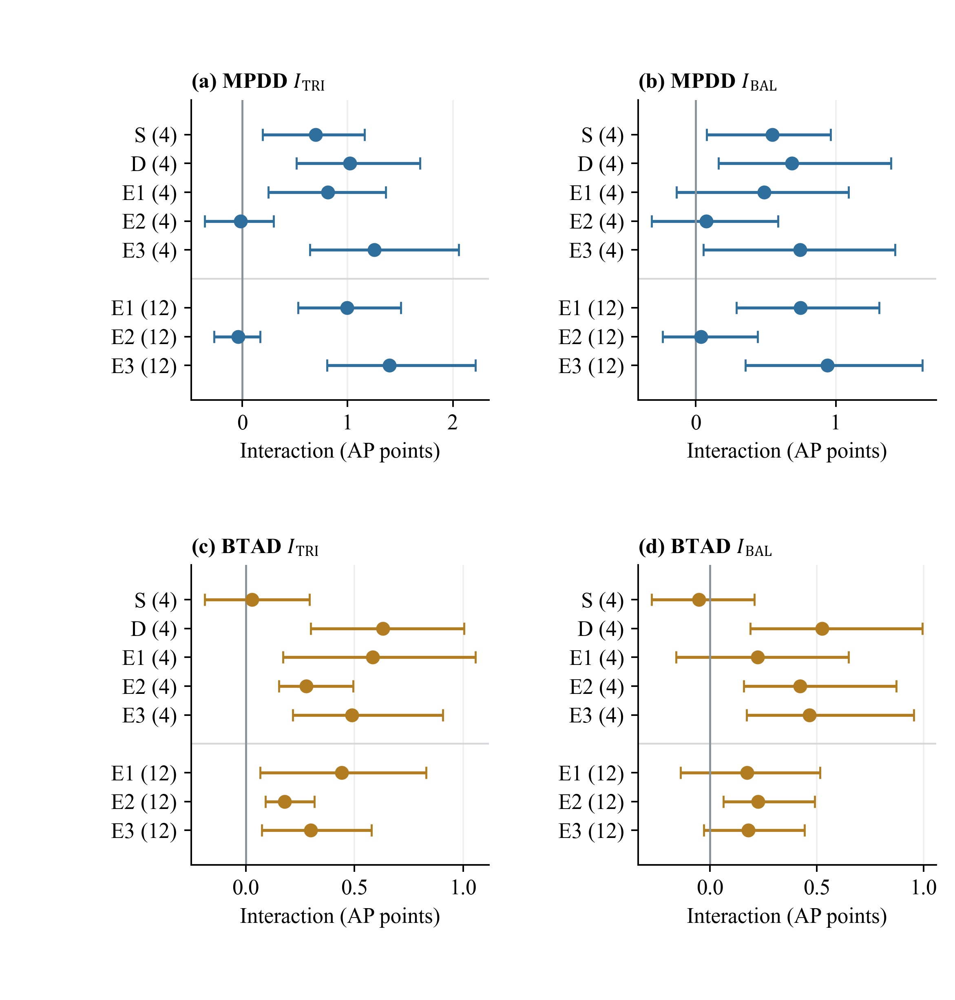 (a) MPDD I_TRI
S (4)
D (4)
E1 (4)
E2 (4)
E3 (4)
E1 (12)
E2 (12)
E3 (12)
0 1 2
Interaction (AP points)
(b) MPDD I_BAL
S (4)
D (4)
E1 (4)
E2 (4)
E3 (4)
E1 (12)
E2 (12)
E3 (12)
0 1
Interaction (AP points)
(c) BTAD I_TRI
S (4)
D (4)
E1 (4)
E2 (4)
E3 (4)
E1 (12)
E2 (12)
E3 (12)
0.0 0.5 1.0
Interaction (AP points)
(d) BTAD I_BAL
S (4)
D (4)
E1 (4)
E2 (4)
E3 (4)
E1 (12)
E2 (12)
E3 (12)
0.0 0.5 1.0
Interaction (AP points)